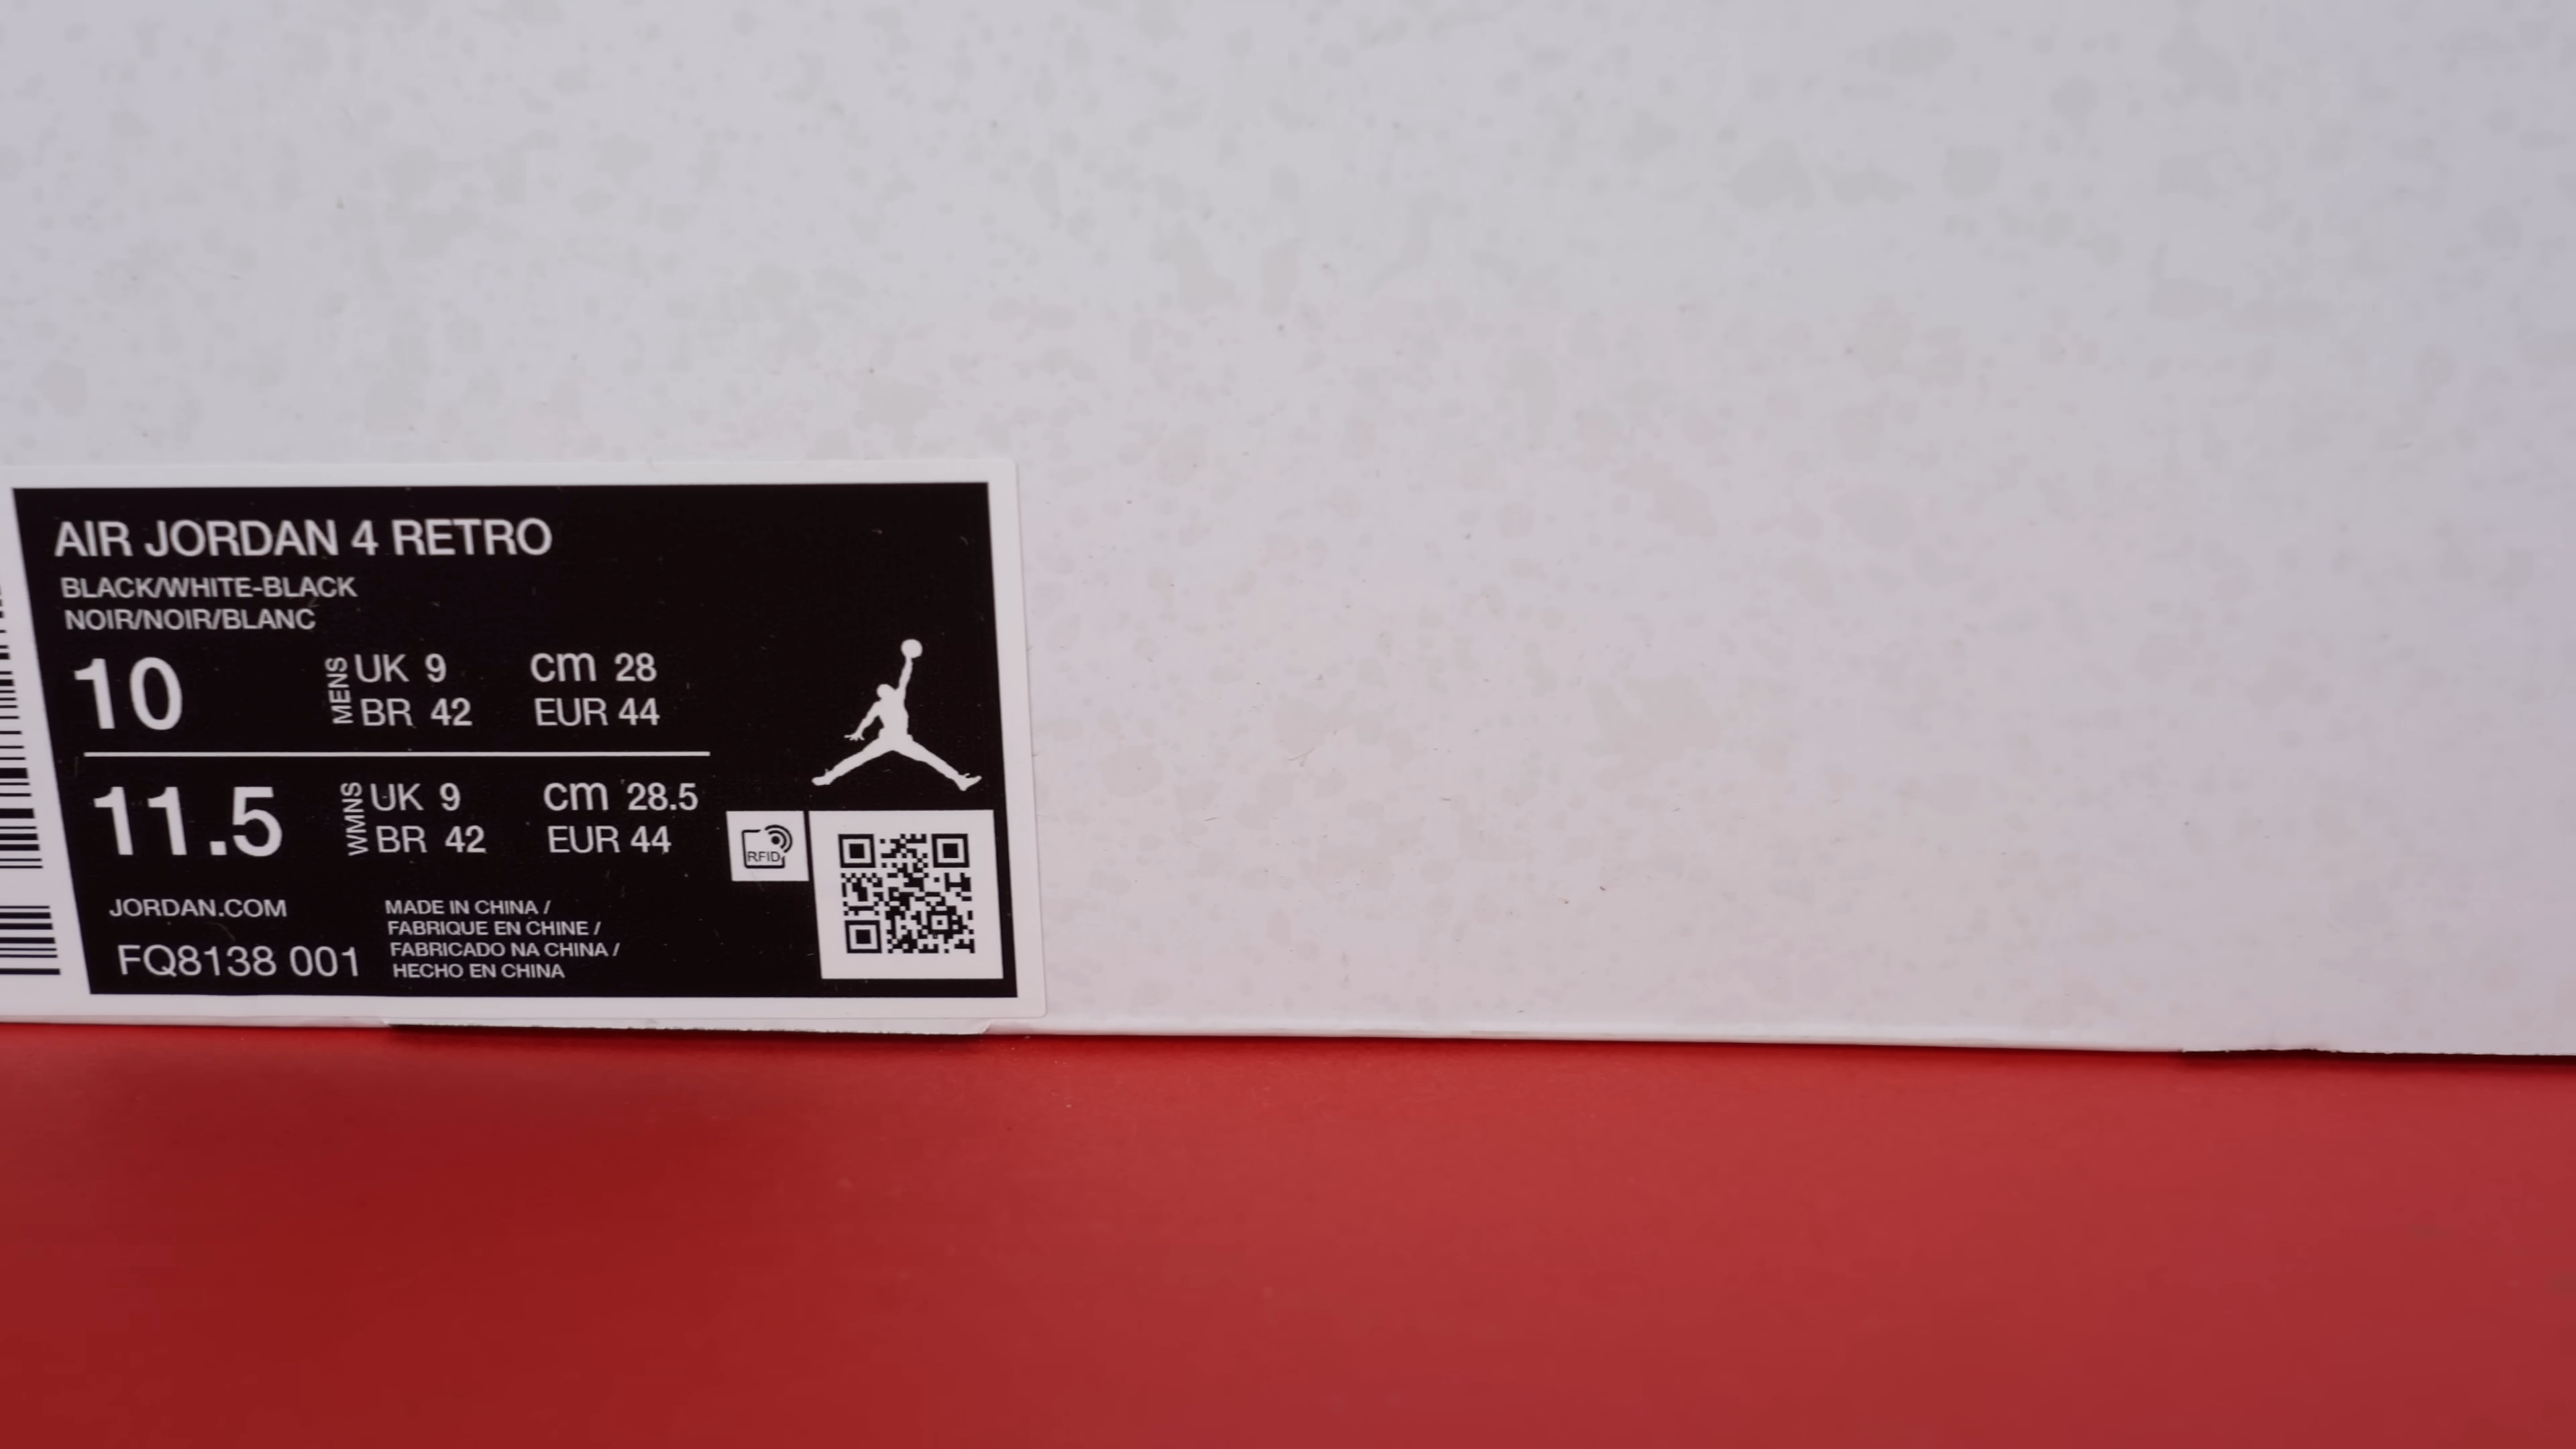 AIR JORDAN 4 RETRO
BLACK/WHITE-BLACK
NOIR/NOIR/BLANC
10 MENS UK 9 cm 28
BR 42 EUR 44
11.5 WMNS UK 9 cm 28.5
BR 42 EUR 44
RFID
JORDAN.COM
FQ8138 001
MADE IN CHINA /
FABRIQUE EN CHINE /
FABRICADO NA CHINA /
HECHO EN CHINA